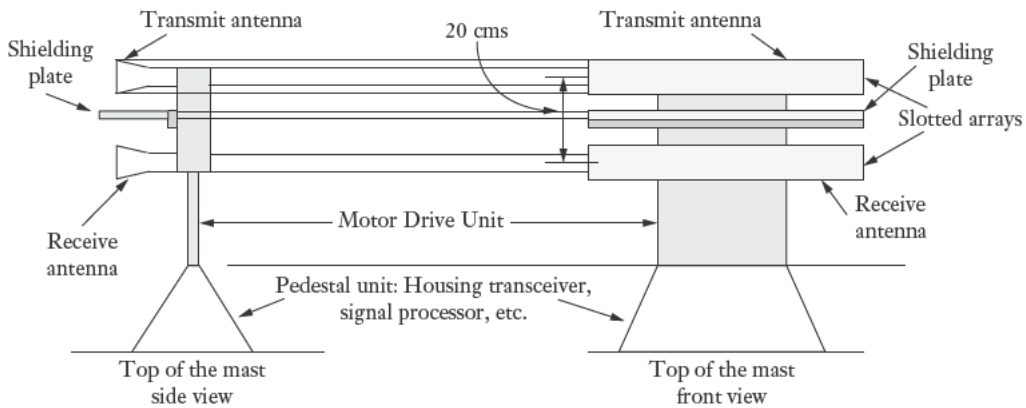 Transmit antenna
20 cms
Transmit antenna
Shielding
plate
Shielding
plate
Slotted arrays
Motor Drive Unit
Receive
antenna
Receive
antenna
Pedestal unit: Housing transceiver,
signal processor, etc.
Top of the mast
side view
Top of the mast
front view